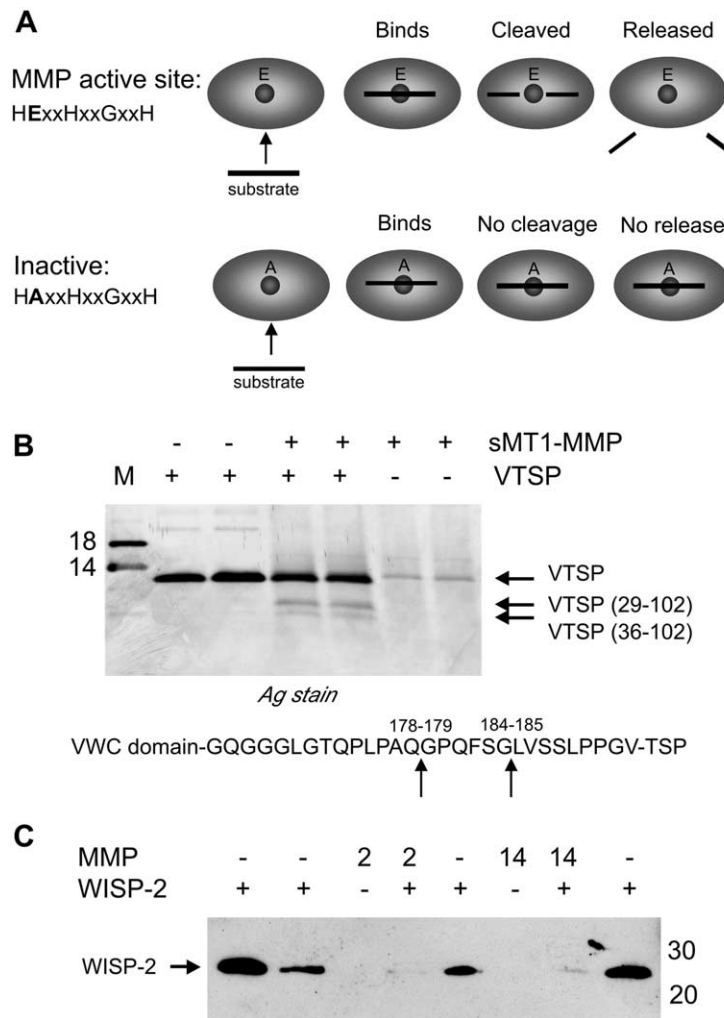 A
Binds Cleaved Released
MMP active site:
E E E E
HExxHxxGxxH
substrate
Binds No cleavage No release
Inactive:
A A A A
HAxxHxxGxxH
substrate
B
- - + + + + sMT1-MMP
M + + + + - - VTSP
18
14
VTSP
VTSP (29-102)
VTSP (36-102)
Ag stain
178-179 184-185
VWC domain-GQGGGLGTQPLPAQGPQFSGLVSSLPPGV-TSP
C
MMP - - 2 2 - 14 14 -
WISP-2 + + - + + - + +
WISP-2
30
20